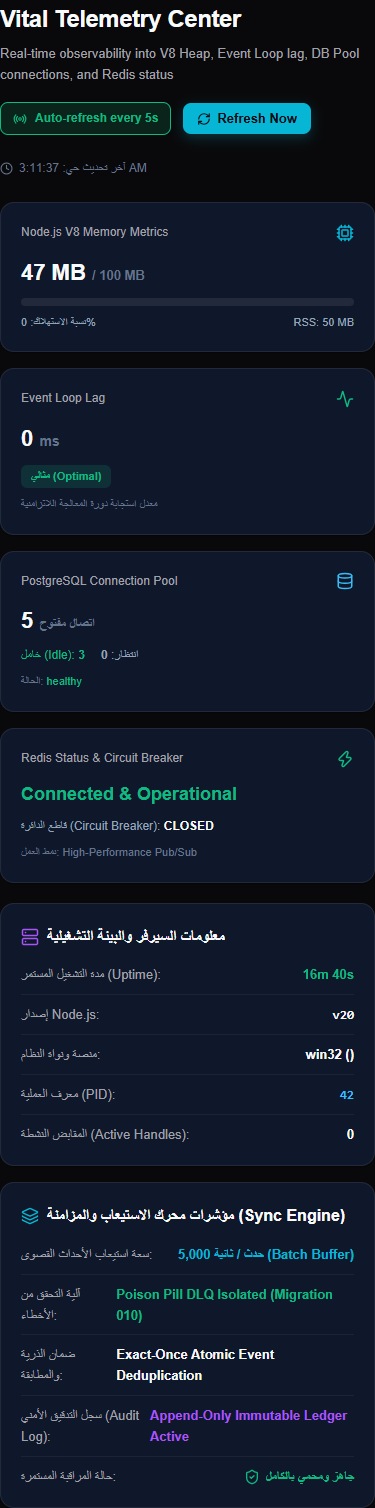 Vital Telemetry Center
Real-time observability into V8 Heap, Event Loop lag, DB Pool
connections, and Redis status
Auto-refresh every 5s
Refresh Now
آخر تحديث حي: 3:11:37 AM
Node.js V8 Memory Metrics
47 MB / 100 MB
نسبة الاستهلاك: 0%
RSS: 50 MB
Event Loop Lag
0 ms
مثالي (Optimal)
معدل استجابة دورة المعالجة اللاتزامنية
PostgreSQL Connection Pool
5 اتصال مفتوح
خامل (Idle): 3
انتظار: 0
الحالة: healthy
Redis Status & Circuit Breaker
Connected & Operational
قاطع الدائرة (Circuit Breaker): CLOSED
نمط العمل: High-Performance Pub/Sub
معلومات السيرفر والبيئة التشغيلية
مدة التشغيل المستمر (Uptime):
16m 40s
إصدار Node.js:
v20
منصة ونواة النظام:
win32 ()
معرف العملية (PID):
42
المقابض النشطة (Active Handles):
0
مؤشرات محرك الاستيعاب والمزامنة (Sync Engine)
سعة استيعاب الأحداث القصوى:
5,000 حدث / ثانية (Batch Buffer)
آلية التحقق من
الأخطاء:
Poison Pill DLQ Isolated (Migration
010)
ضمان الذرية
والمطابقة:
Exact-Once Atomic Event
Deduplication
سجل التدقيق الأمني (Audit
Log):
Append-Only Immutable Ledger
Active
حالة المراقبة المستمرة:
جاهز ومحمي بالكامل